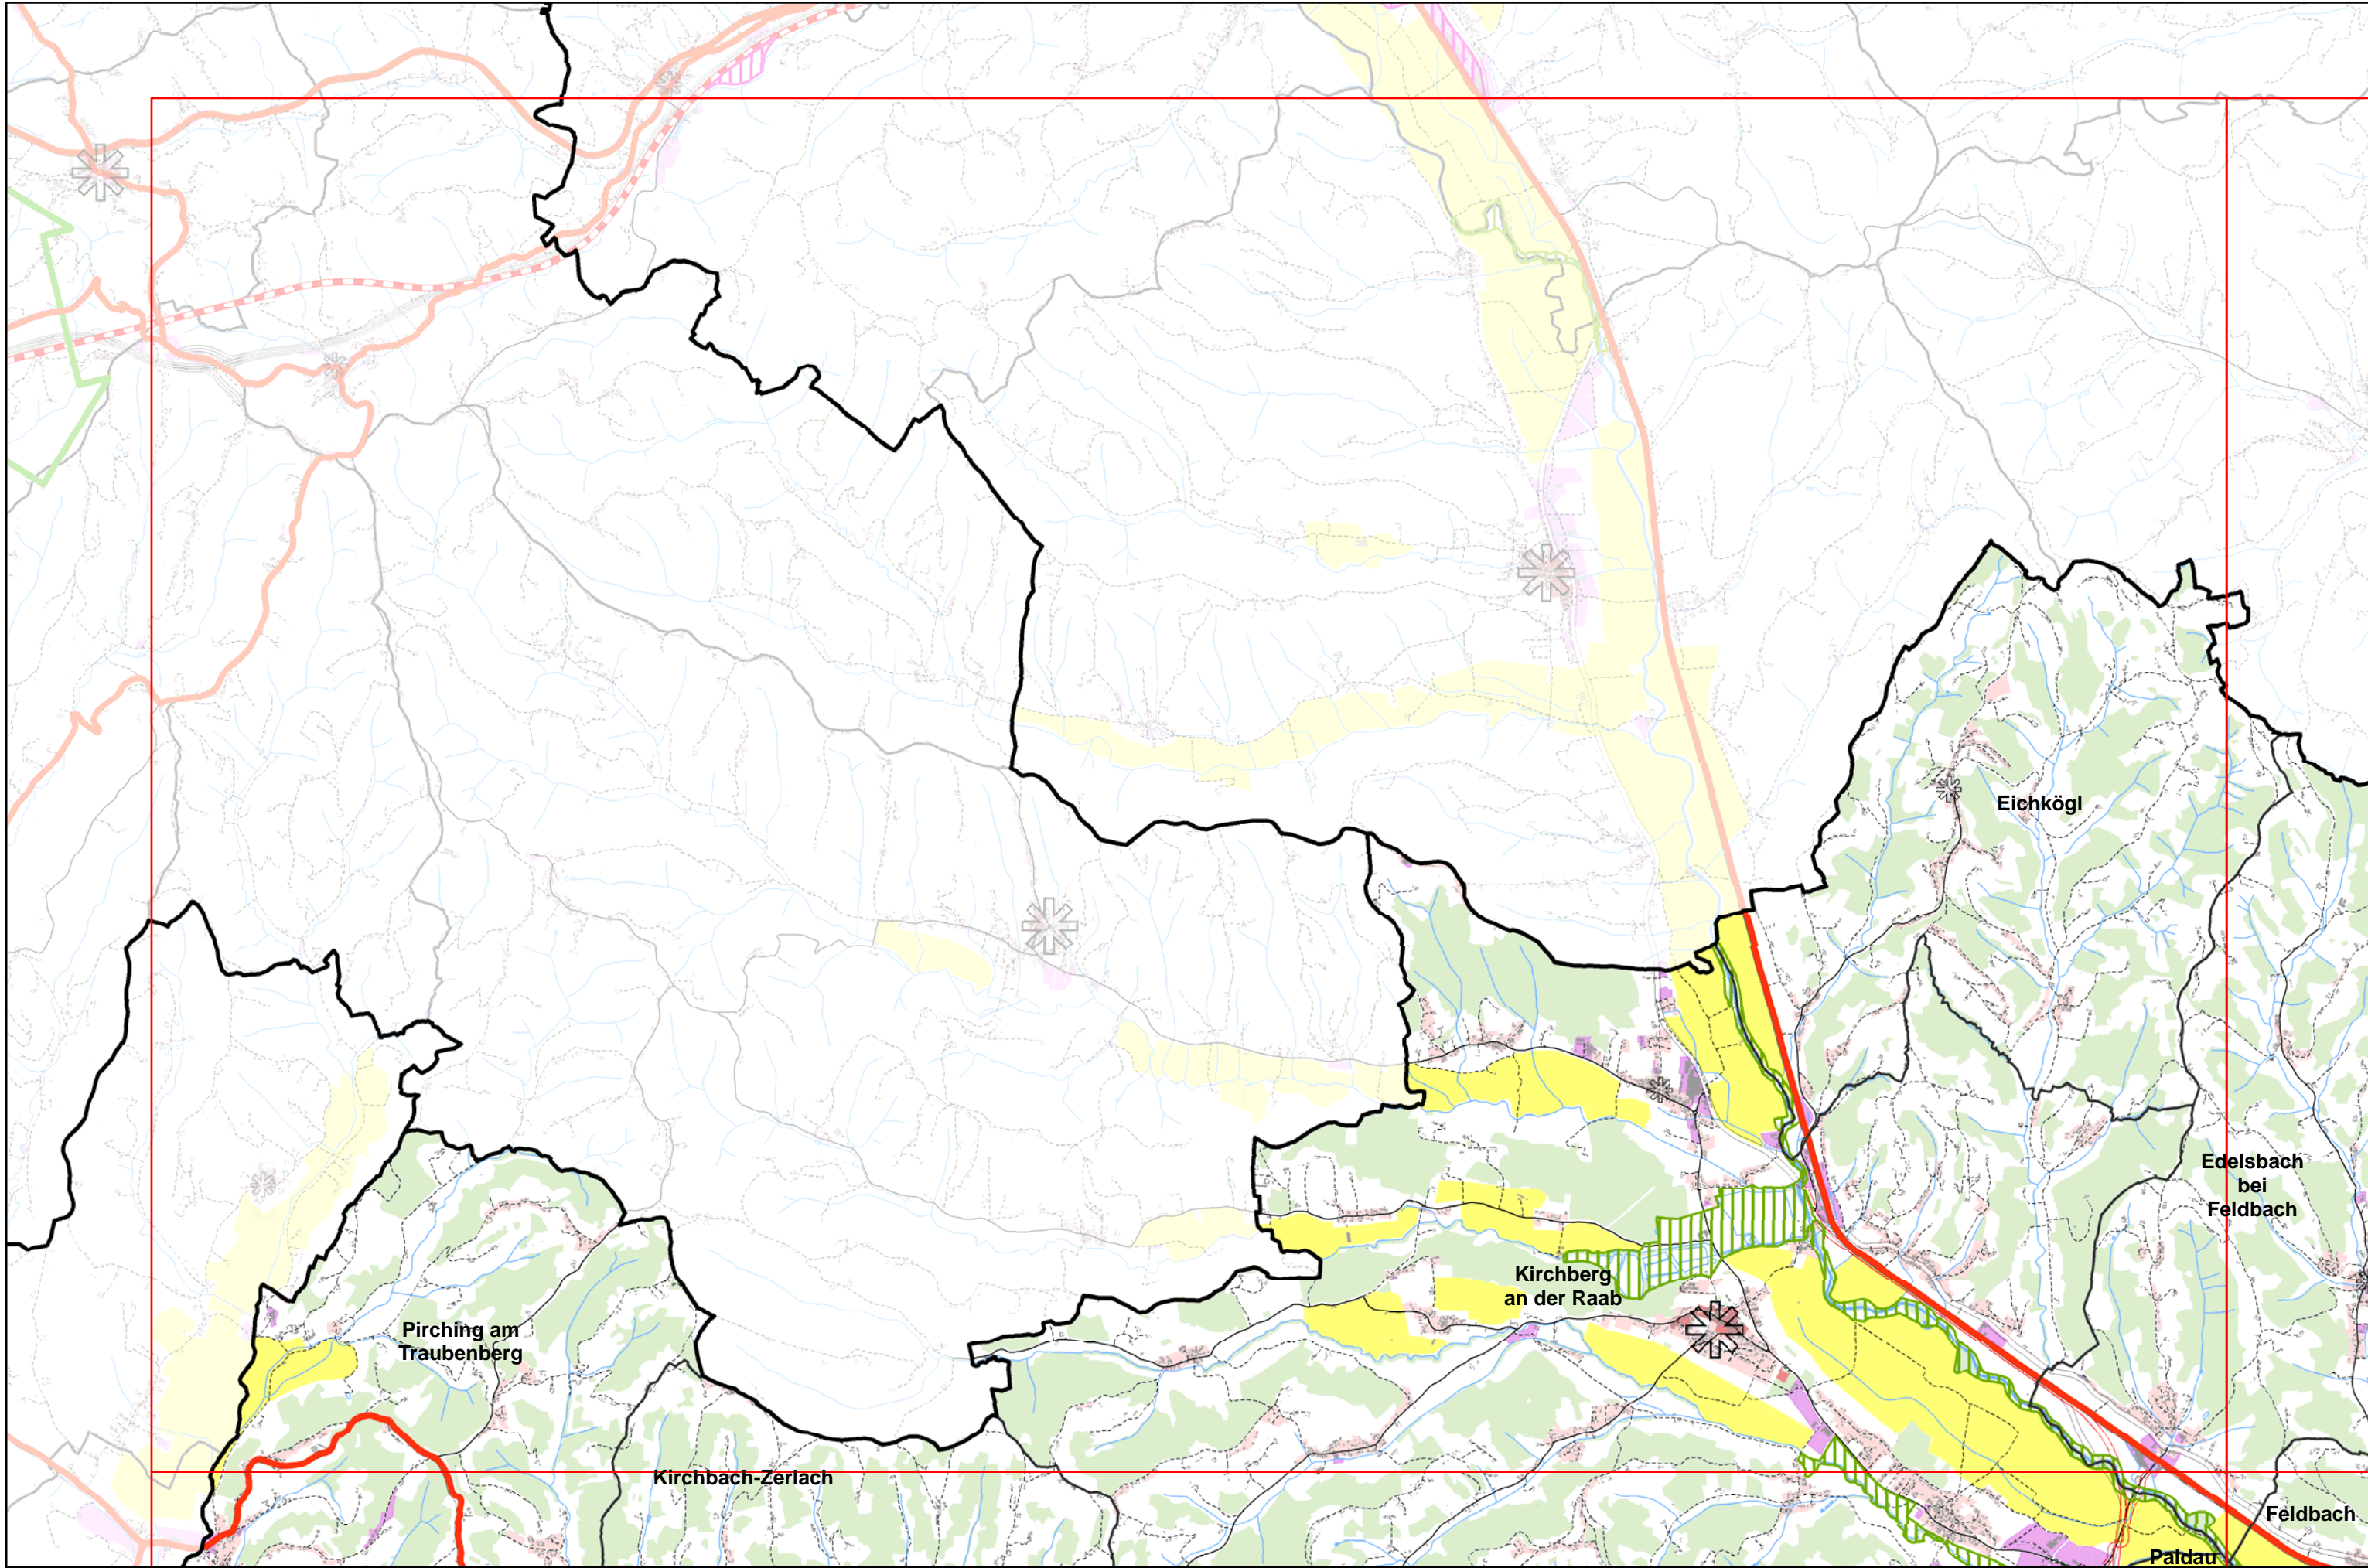 Eichkögl
Edelsbach
bei
Feldbach
Kirchberg
an der Raab
Pirching am
Traubenberg
Kirchbach-Zerlach
Feldbach
Paldau